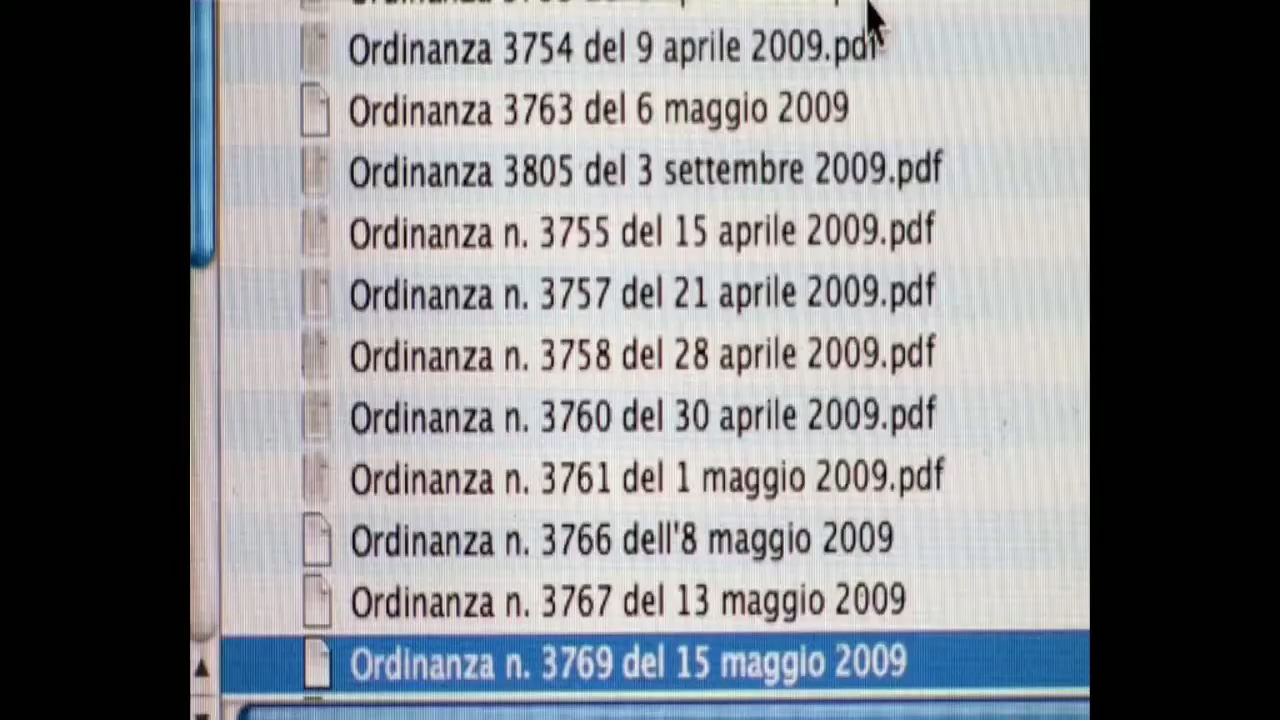 Ordinanza 3754 del 9 aprile 2009.pdf
Ordinanza 3763 del 6 maggio 2009
Ordinanza 3805 del 3 settembre 2009.pdf
Ordinanza n. 3755 del 15 aprile 2009.pdf
Ordinanza n. 3757 del 21 aprile 2009.pdf
Ordinanza n. 3758 del 28 aprile 2009.pdf
Ordinanza n. 3760 del 30 aprile 2009.pdf
Ordinanza n. 3761 del 1 maggio 2009.pdf
Ordinanza n. 3766 dell'8 maggio 2009
Ordinanza n. 3767 del 13 maggio 2009
Ordinanza n. 3769 del 15 maggio 2009